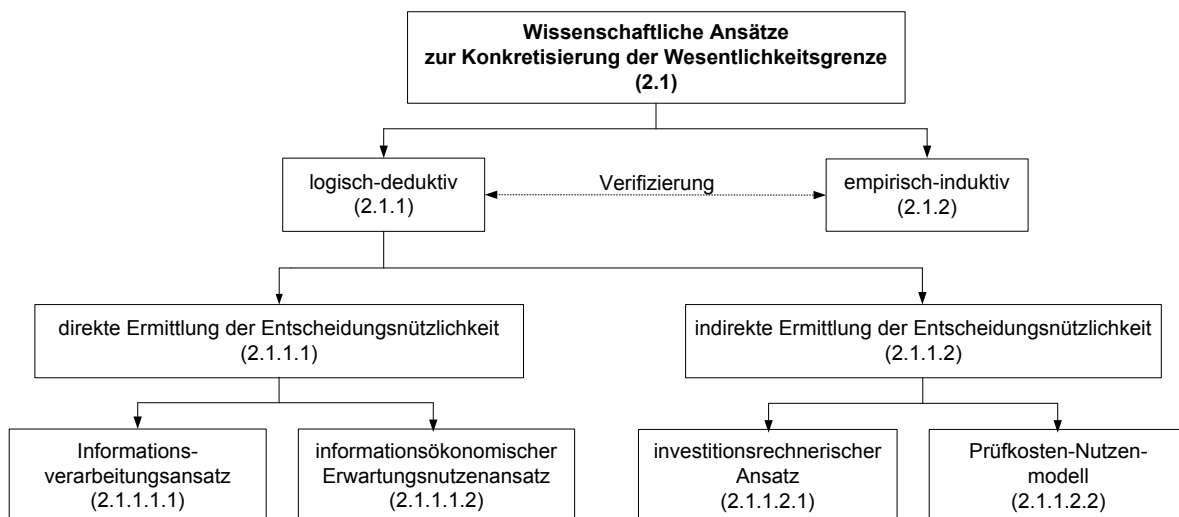 Wissenschaftliche Ansätze
zur Konkretisierung der Wesentlichkeitsgrenze
(2.1)
logisch-deduktiv
(2.1.1)
Verifizierung
empirisch-induktiv
(2.1.2)
direkte Ermittlung der Entscheidungsnützlichkeit
(2.1.1.1)
indirekte Ermittlung der Entscheidungsnützlichkeit
(2.1.1.2)
Informations-
verarbeitungsansatz
(2.1.1.1.1)
informationsökonomischer
Erwartungsnutzenansatz
(2.1.1.1.2)
investitionsrechnerischer
Ansatz
(2.1.1.2.1)
Prüfkosten-Nutzen-
modell
(2.1.1.2.2)